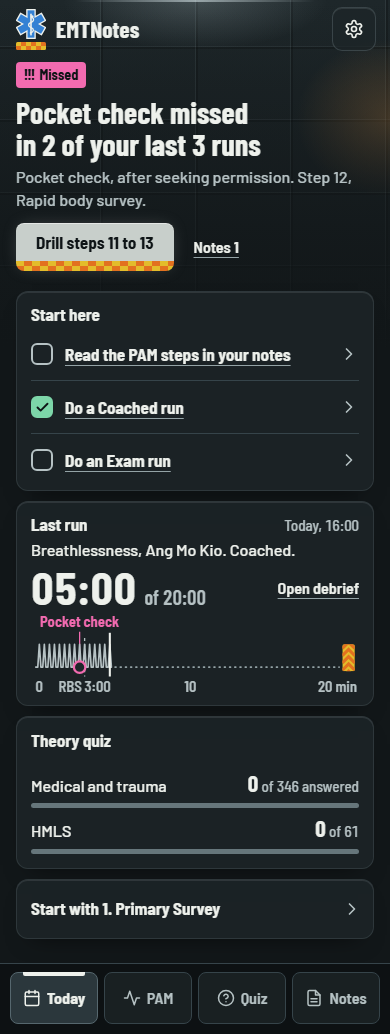 EMTNotes
!!! Missed
Pocket check missed
in 2 of your last 3 runs
Pocket check, after seeking permission. Step 12,
Rapid body survey.
Drill steps 11 to 13
Notes 1
Start here
Read the PAM steps in your notes
Do a Coached run
Do an Exam run
Last run
Today, 16:00
Breathlessness, Ang Mo Kio. Coached.
05:00 of 20:00
Open debrief
Pocket check
0 RBS 3:00 10 20 min
Theory quiz
Medical and trauma
0 of 346 answered
HMLS
0 of 61
Start with 1. Primary Survey
Today PAM Quiz Notes